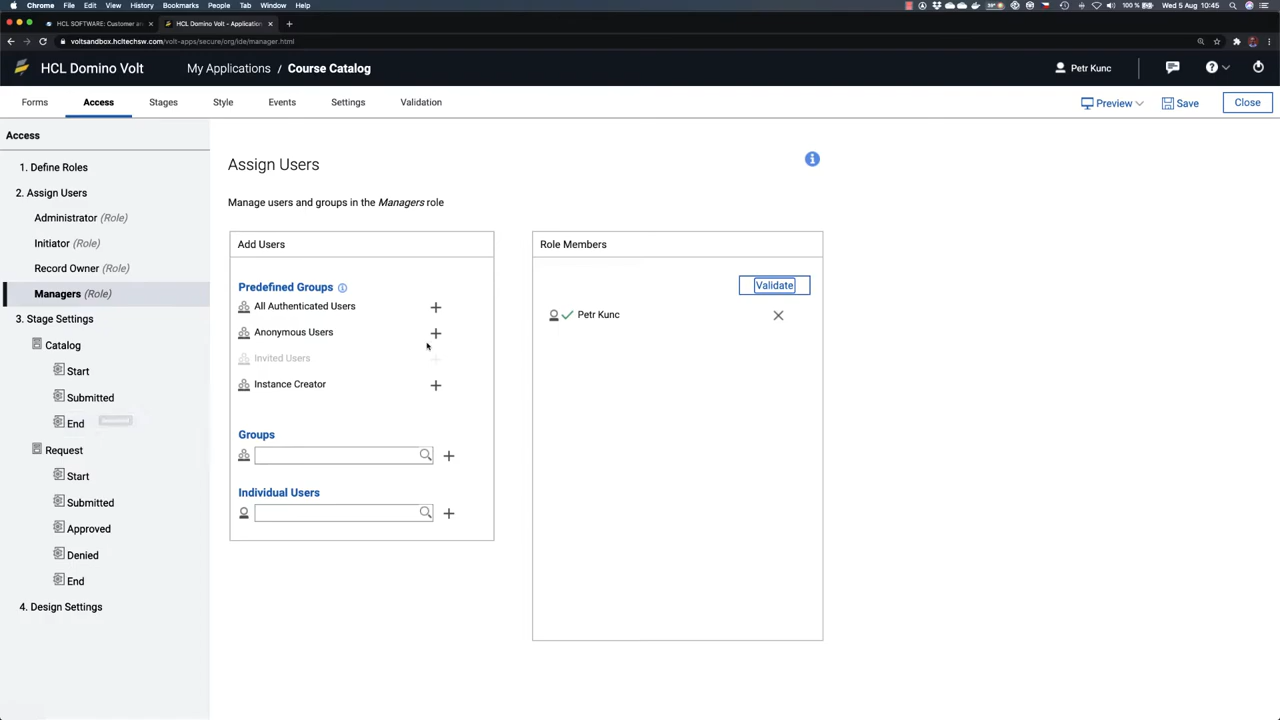 Chrome File Edit View History Bookmarks People Tab Window Help
100 % Wed 5 Aug 10:45
HCL SOFTWARE: Customer an
HCL Domino Volt - Application
voltsandbox.hcltechsw.com/volt-apps/secure/org/ide/manager.html
HCL Domino Volt
My Applications / Course Catalog
Petr Kunc
Forms Access Stages Style Events Settings Validation
Preview Save Close
Access
1. Define Roles
2. Assign Users
Administrator (Role)
Initiator (Role)
Record Owner (Role)
Managers (Role)
3. Stage Settings
Catalog
Start
Submitted
End
Request
Start
Submitted
Approved
Denied
End
4. Design Settings
Assign Users
Manage users and groups in the Managers role
Add Users
Predefined Groups
All Authenticated Users
Anonymous Users
Invited Users
Instance Creator
Groups
Individual Users
Role Members
Validate
Petr Kunc